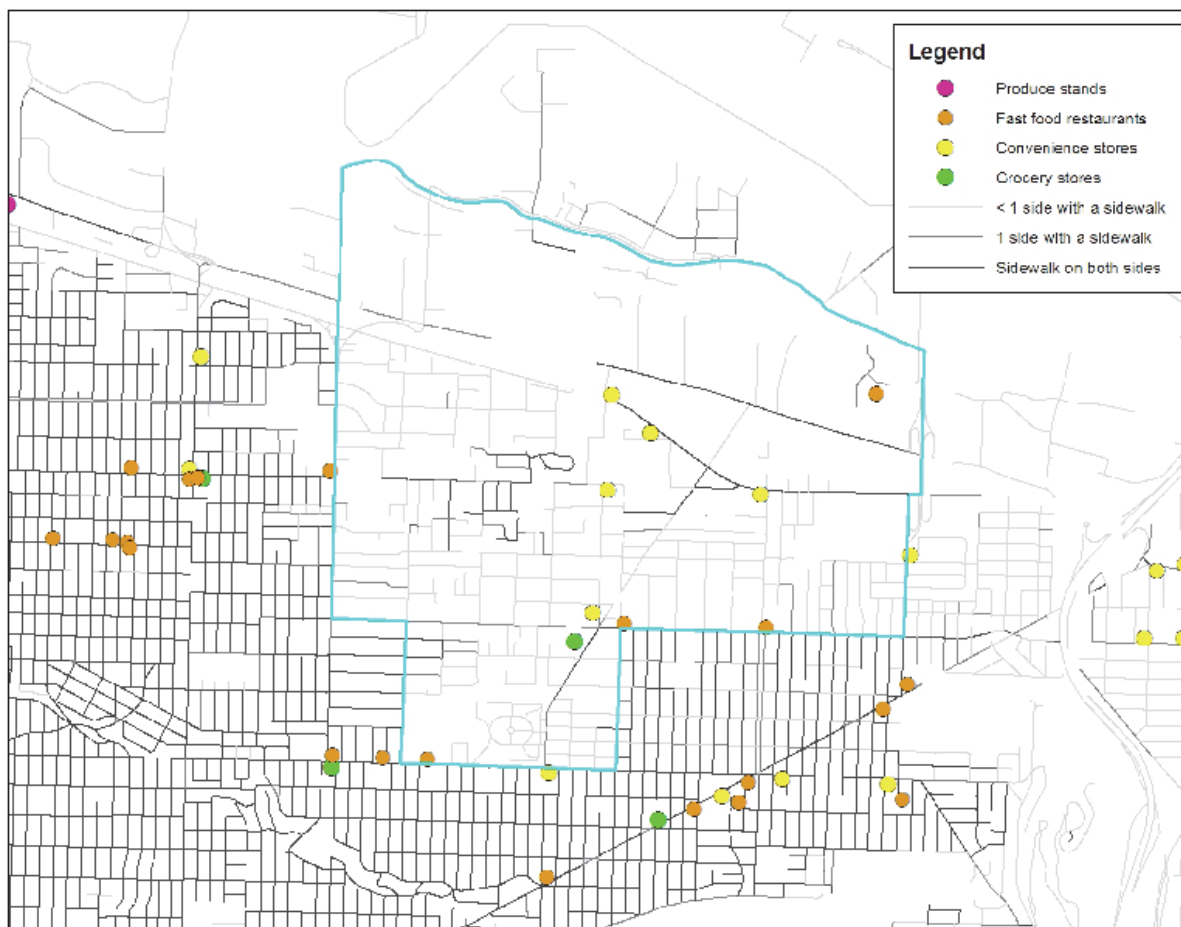 Legend
Produce stands
Fast food restaurants
Convenience stores
Grocery stores
< 1 side with a sidewalk
1 side with a sidewalk
Sidewalk on both sides